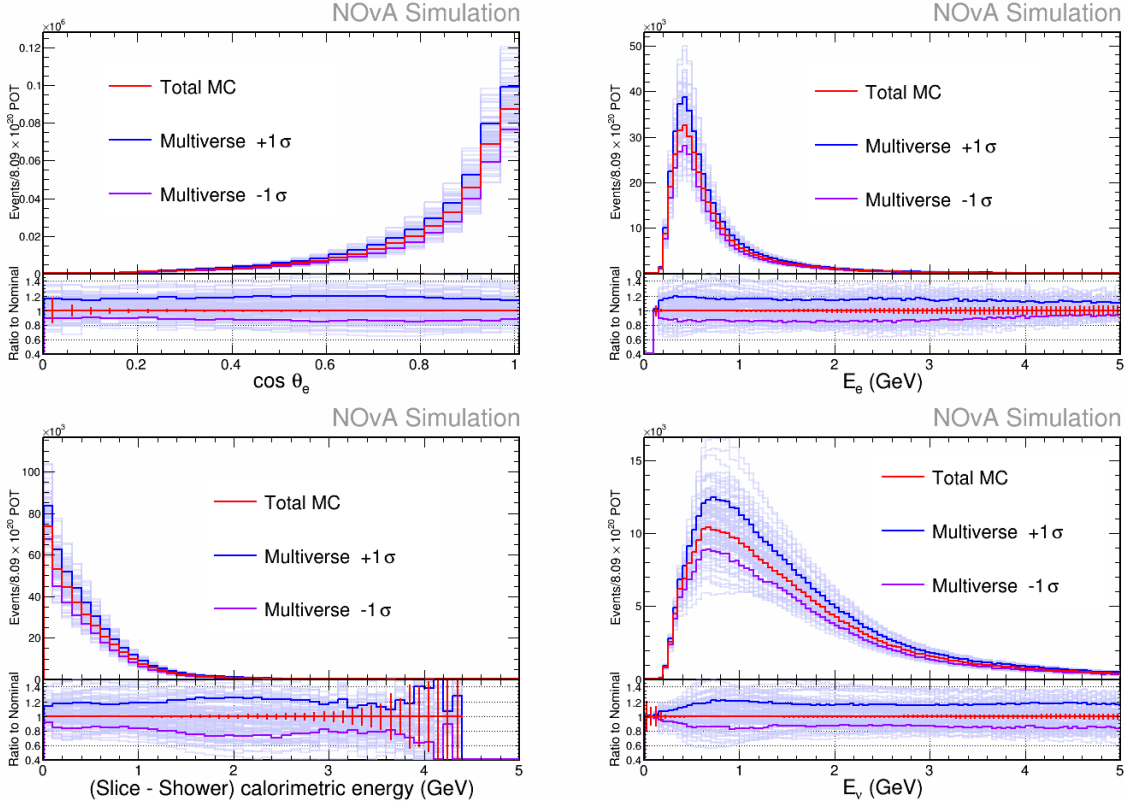 NOvA Simulation
×10⁶
Events/8.09 × 10²⁰ POT
0.12
0.1
0.08
0.06
0.04
0.02
0
Total MC
Multiverse +1σ
Multiverse -1σ
Ratio to Nominal
1.4
1.2
1
0.8
0.6
0.4
0 0.2 0.4 0.6 0.8 1
cos θₑ
NOvA Simulation
×10³
Events/8.09 × 10²⁰ POT
50
40
30
20
10
0
Total MC
Multiverse +1σ
Multiverse -1σ
Ratio to Nominal
1.4
1.2
1
0.8
0.6
0.4
0 1 2 3 4 5
Eₑ (GeV)
NOvA Simulation
×10³
Events/8.09 × 10²⁰ POT
100
80
60
40
20
0
Total MC
Multiverse +1σ
Multiverse -1σ
Ratio to Nominal
1.4
1.2
1
0.8
0.6
0.4
0 1 2 3 4 5
(Slice - Shower) calorimetric energy (GeV)
NOvA Simulation
×10³
Events/8.09 × 10²⁰ POT
15
10
5
Total MC
Multiverse +1σ
Multiverse -1σ
Ratio to Nominal
1.4
1.2
1
0.8
0.6
0.4
0 1 2 3 4 5
Eᵥ (GeV)